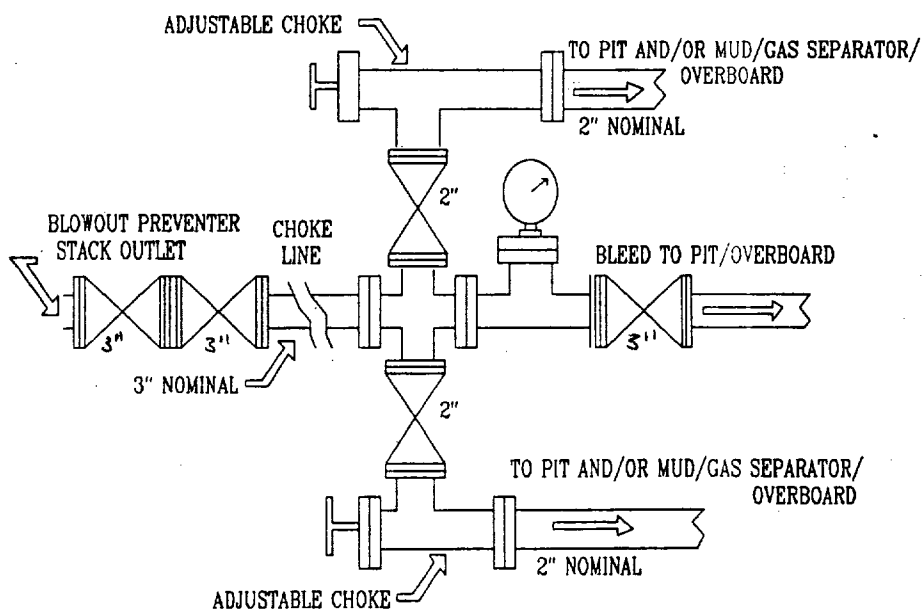 ADJUSTABLE CHOKE
TO PIT AND/OR MUD/GAS SEPARATOR/
OVERBOARD
2" NOMINAL
2"
BLOWOUT PREVENTER
STACK OUTLET
CHOKE
LINE
BLEED TO PIT/OVERBOARD
3"
3"
3"
3" NOMINAL
2"
TO PIT AND/OR MUD/GAS SEPARATOR/
OVERBOARD
2" NOMINAL
ADJUSTABLE CHOKE